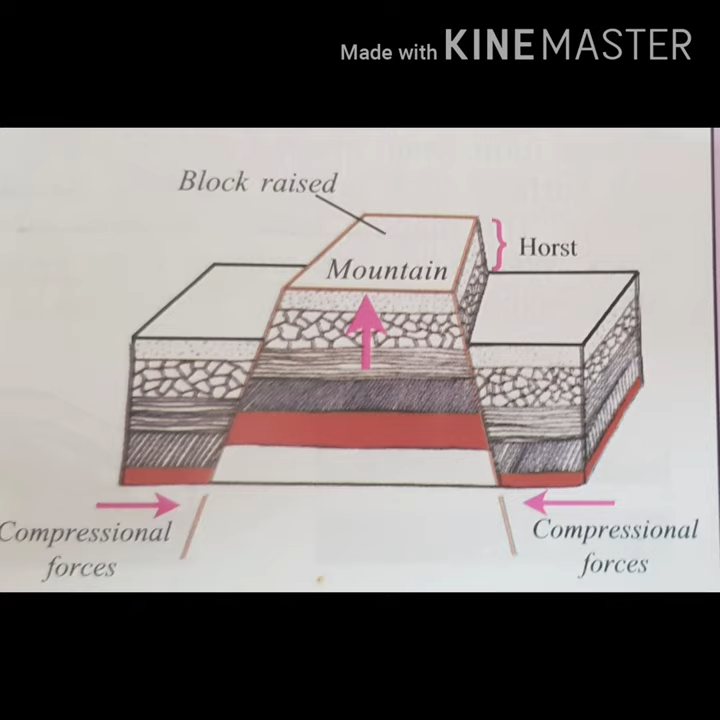 Made with KINEMASTER
Block raised
Mountain
Horst
Compressional
forces
Compressional
forces